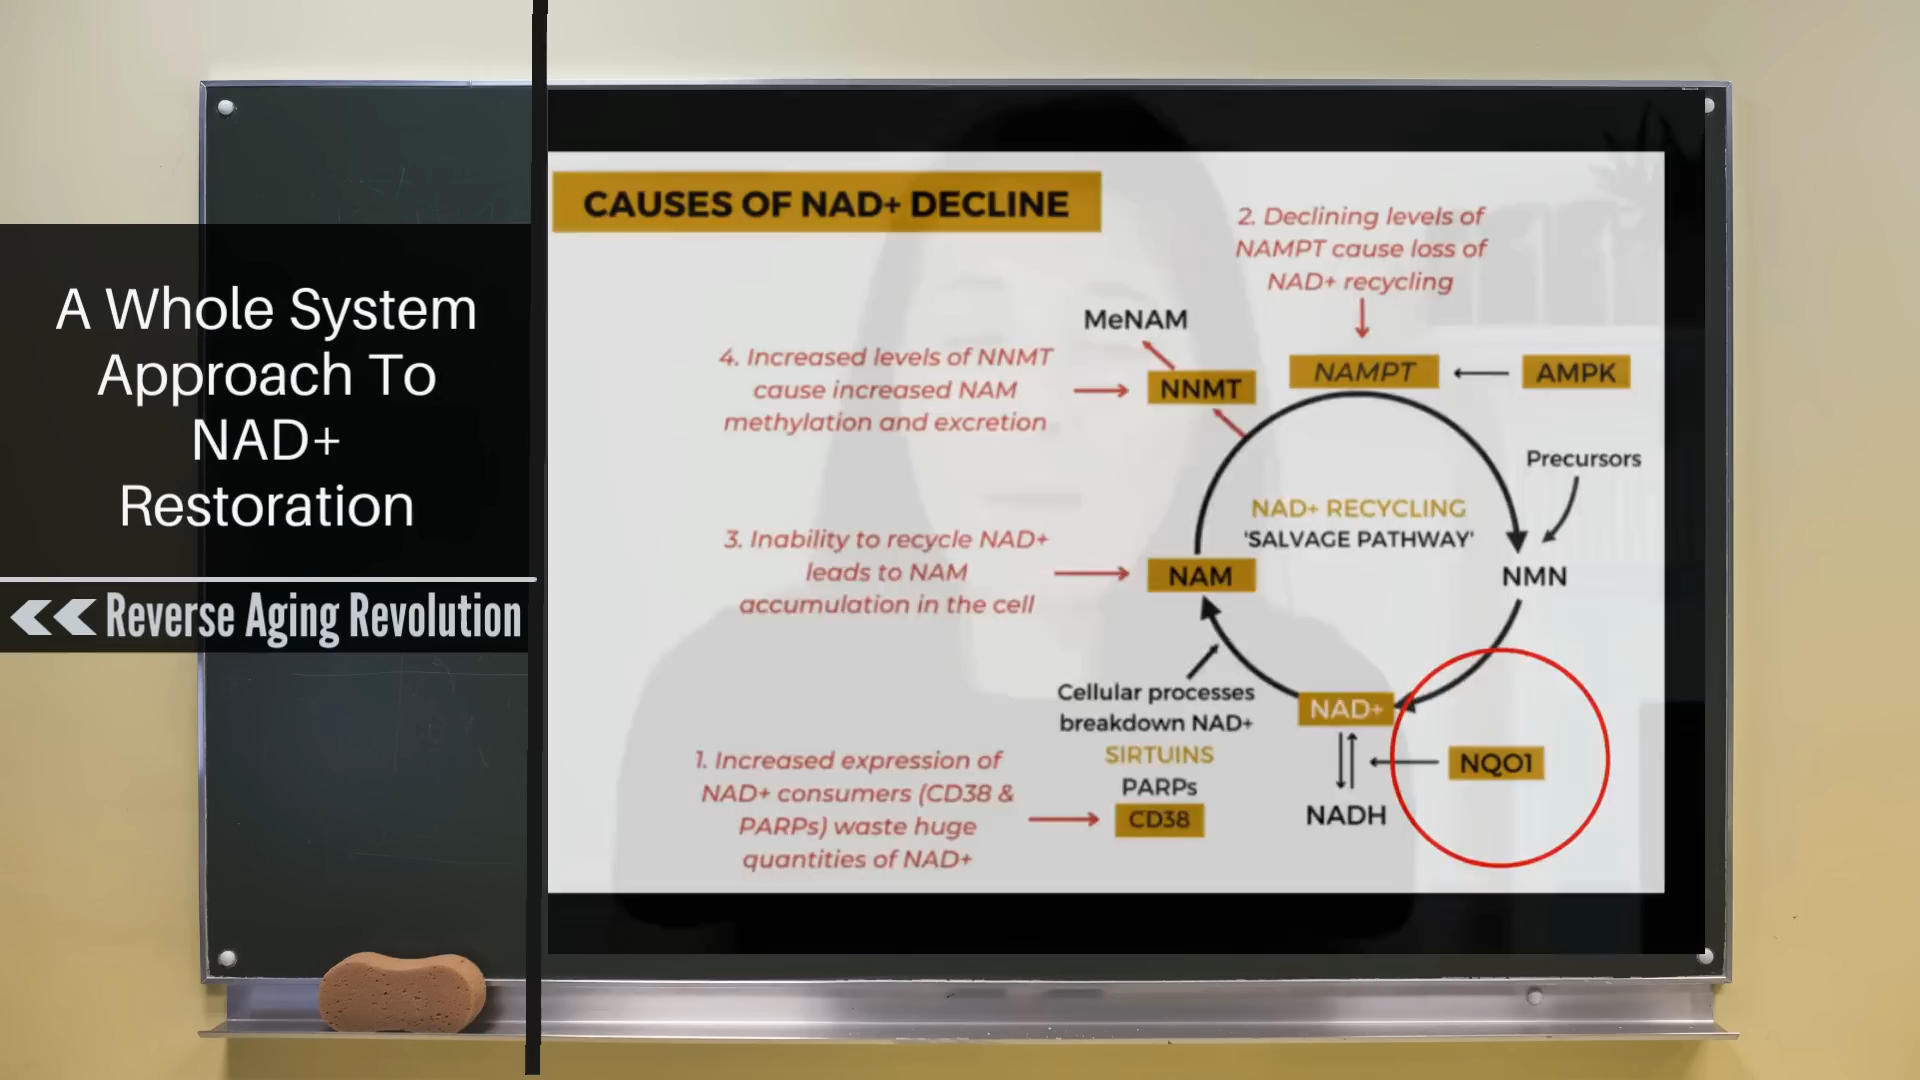 A Whole System
Approach To
NAD+
Restoration
Reverse Aging Revolution
CAUSES OF NAD+ DECLINE
2. Declining levels of
NAMPT cause loss of
NAD+ recycling
MeNAM
4. Increased levels of NNMT
cause increased NAM
methylation and excretion
NNMT
NAMPT
AMPK
Precursors
NAD+ RECYCLING
'SALVAGE PATHWAY'
3. Inability to recycle NAD+
leads to NAM
accumulation in the cell
NAM
NMN
Cellular processes
breakdown NAD+
SIRTUINS
PARPs
CD38
NAD+
NQO1
NADH
1. Increased expression of
NAD+ consumers (CD38 &
PARPs) waste huge
quantities of NAD+